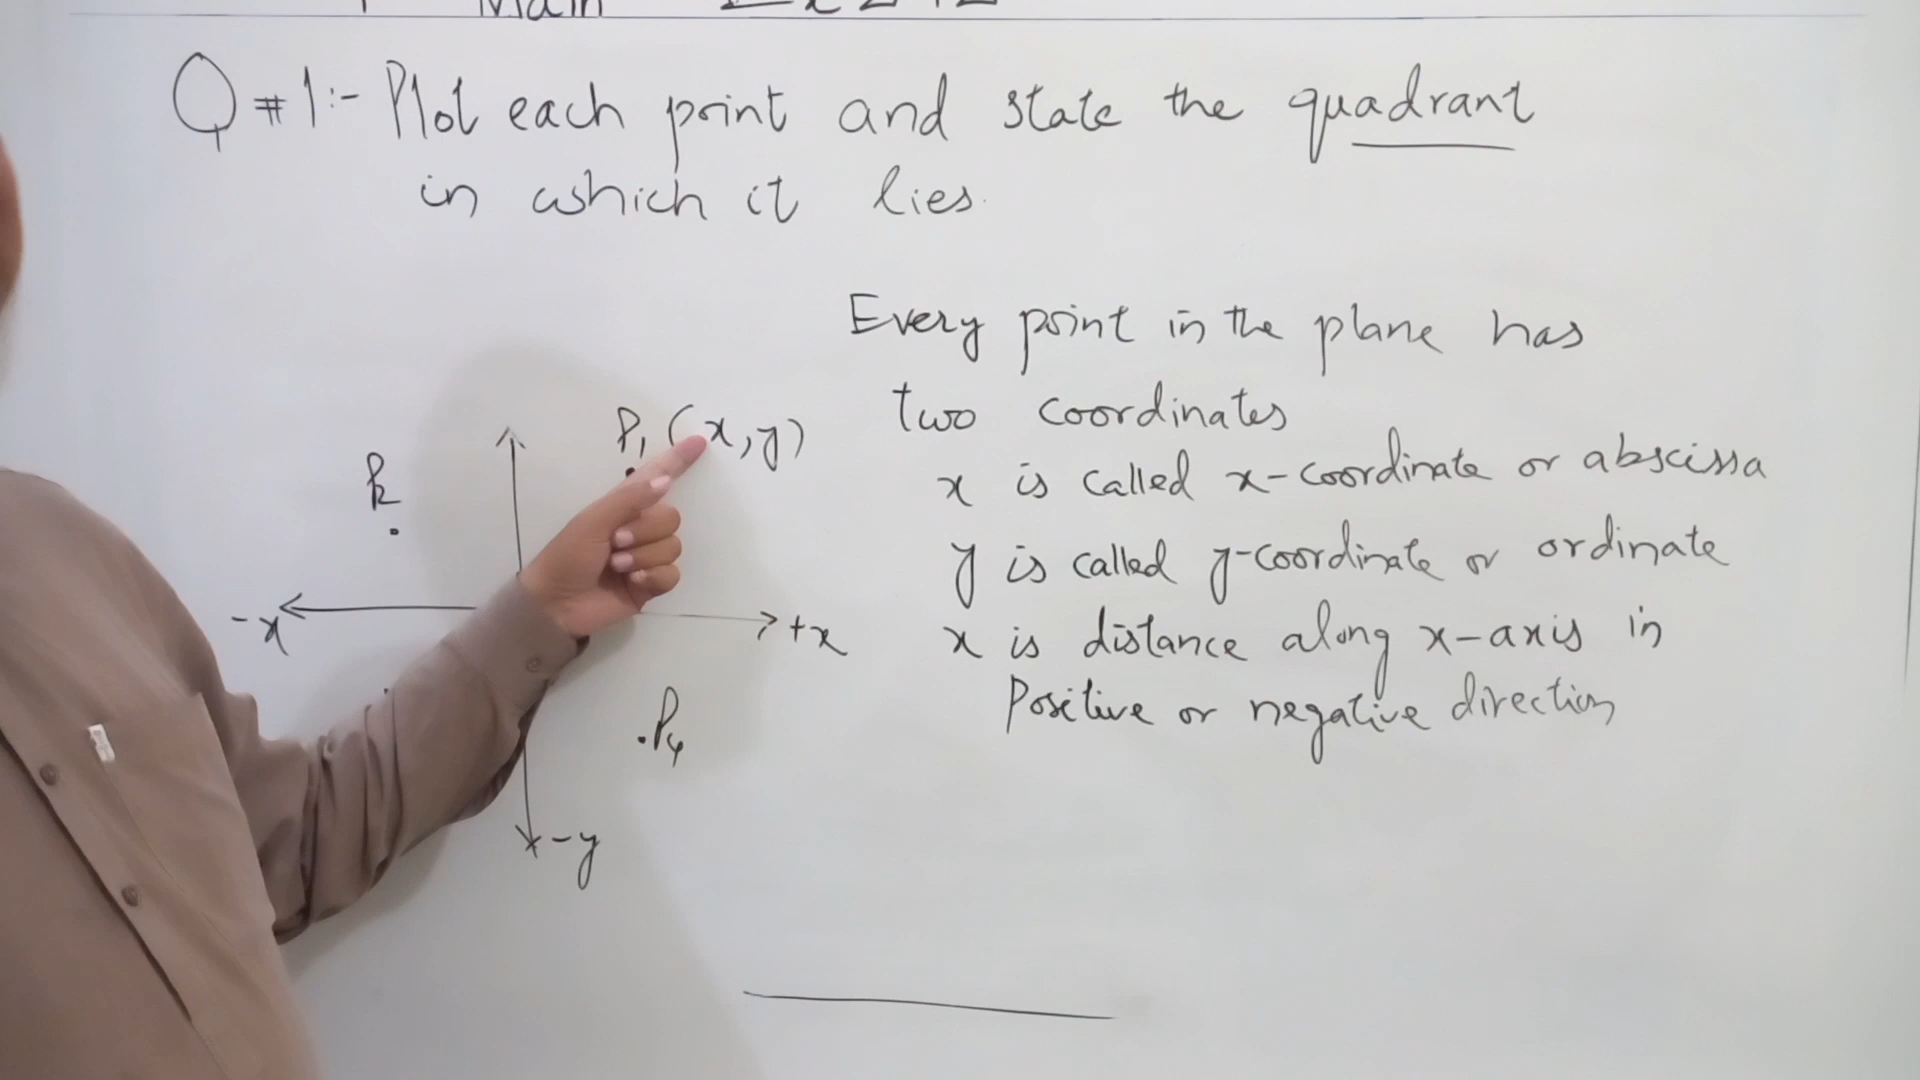 Q#1:- Plot each point and state the quadrant
in which it lies.
Every point in the plane has
two coordinates
x is called x-coordinate or abscissa
y is called y-coordinate or ordinate
x is distance along x-axis in
Positive or negative direction
P₁(x,y)
P₂
-x
+x
.P₄
-y